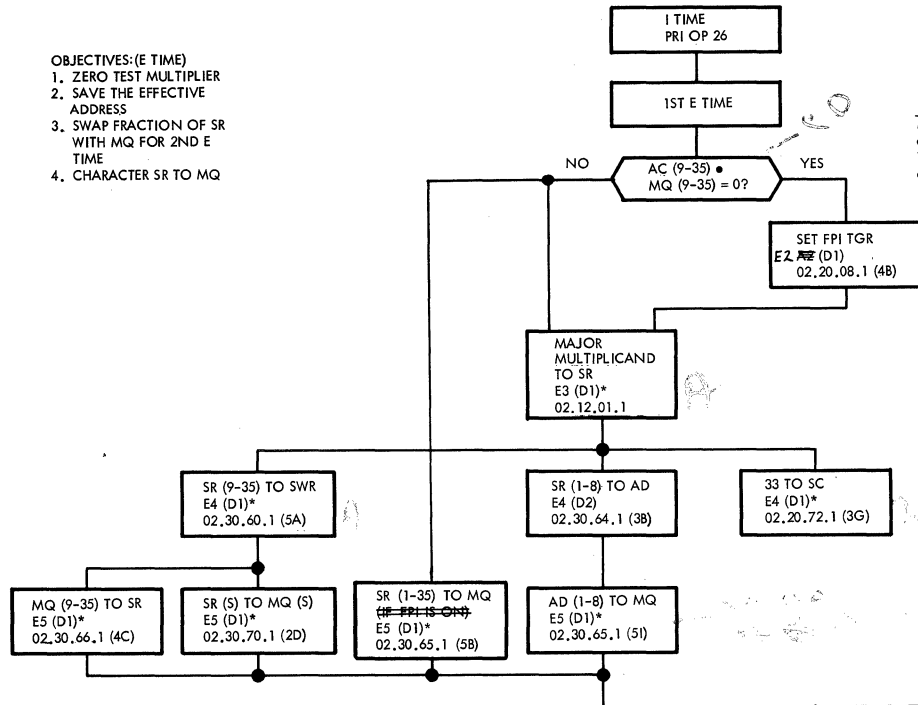 I TIME
PRI OP 26
OBJECTIVES:(E TIME)
1. ZERO TEST MULTIPLIER
2. SAVE THE EFFECTIVE
ADDRESS
3. SWAP FRACTION OF SR
WITH MQ FOR 2ND E
TIME
4. CHARACTER SR TO MQ
1ST E TIME
NO
AC (9-35) •
MQ (9-35) = 0?
YES
SET FPI TGR
E2 (D1)
02.20.08.1 (4B)
MAJOR
MULTIPLICAND
TO SR
E3 (D1)*
02.12.01.1
SR (9-35) TO SWR
E4 (D1)*
02.30.60.1 (5A)
SR (1-8) TO AD
E4 (D2)
02.30.64.1 (3B)
33 TO SC
E4 (D1)*
02.20.72.1 (3G)
MQ (9-35) TO SR
E5 (D1)*
02.30.66.1 (4C)
SR (S) TO MQ (S)
E5 (D1)*
02.30.70.1 (2D)
SR (1-35) TO MQ
(IF FPI IS ON)
E5 (D1)*
02.30.65.1 (5B)
AD (1-8) TO MQ
E5 (D1)*
02.30.65.1 (5I)